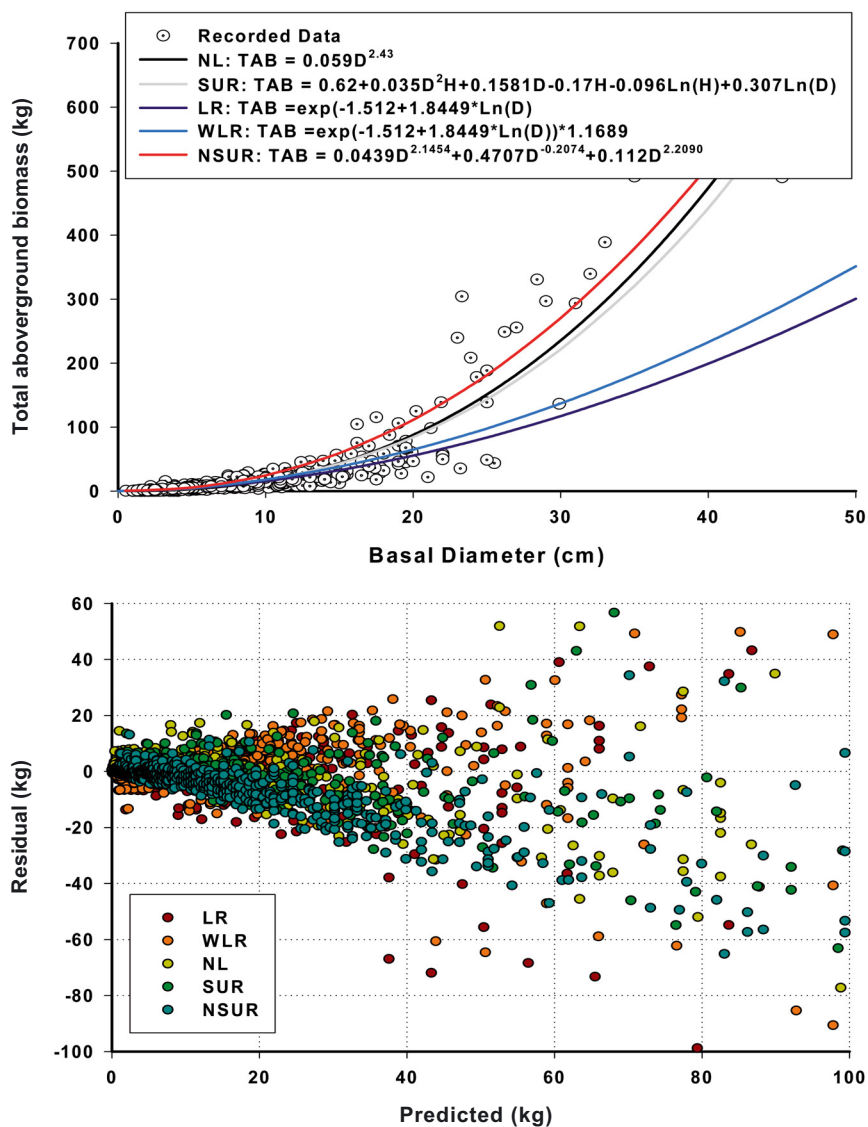 700
600
500
400
300
200
100
0
Total aboverground biomass (kg)
Recorded Data
NL: TAB = 0.059D^2.43
SUR: TAB = 0.62+0.035D^2H+0.1581D-0.17H-0.096Ln(H)+0.307Ln(D)
LR: TAB =exp(-1.512+1.8449*Ln(D)
WLR: TAB =exp(-1.512+1.8449*Ln(D))*1.1689
NSUR: TAB = 0.0439D^2.1454+0.4707D^-0.2074+0.112D^2.2090
0 10 20 30 40 50
Basal Diameter (cm)
60
40
20
0
-20
-40
-60
-80
-100
Residual (kg)
LR
WLR
NL
SUR
NSUR
0 20 40 60 80 100
Predicted (kg)